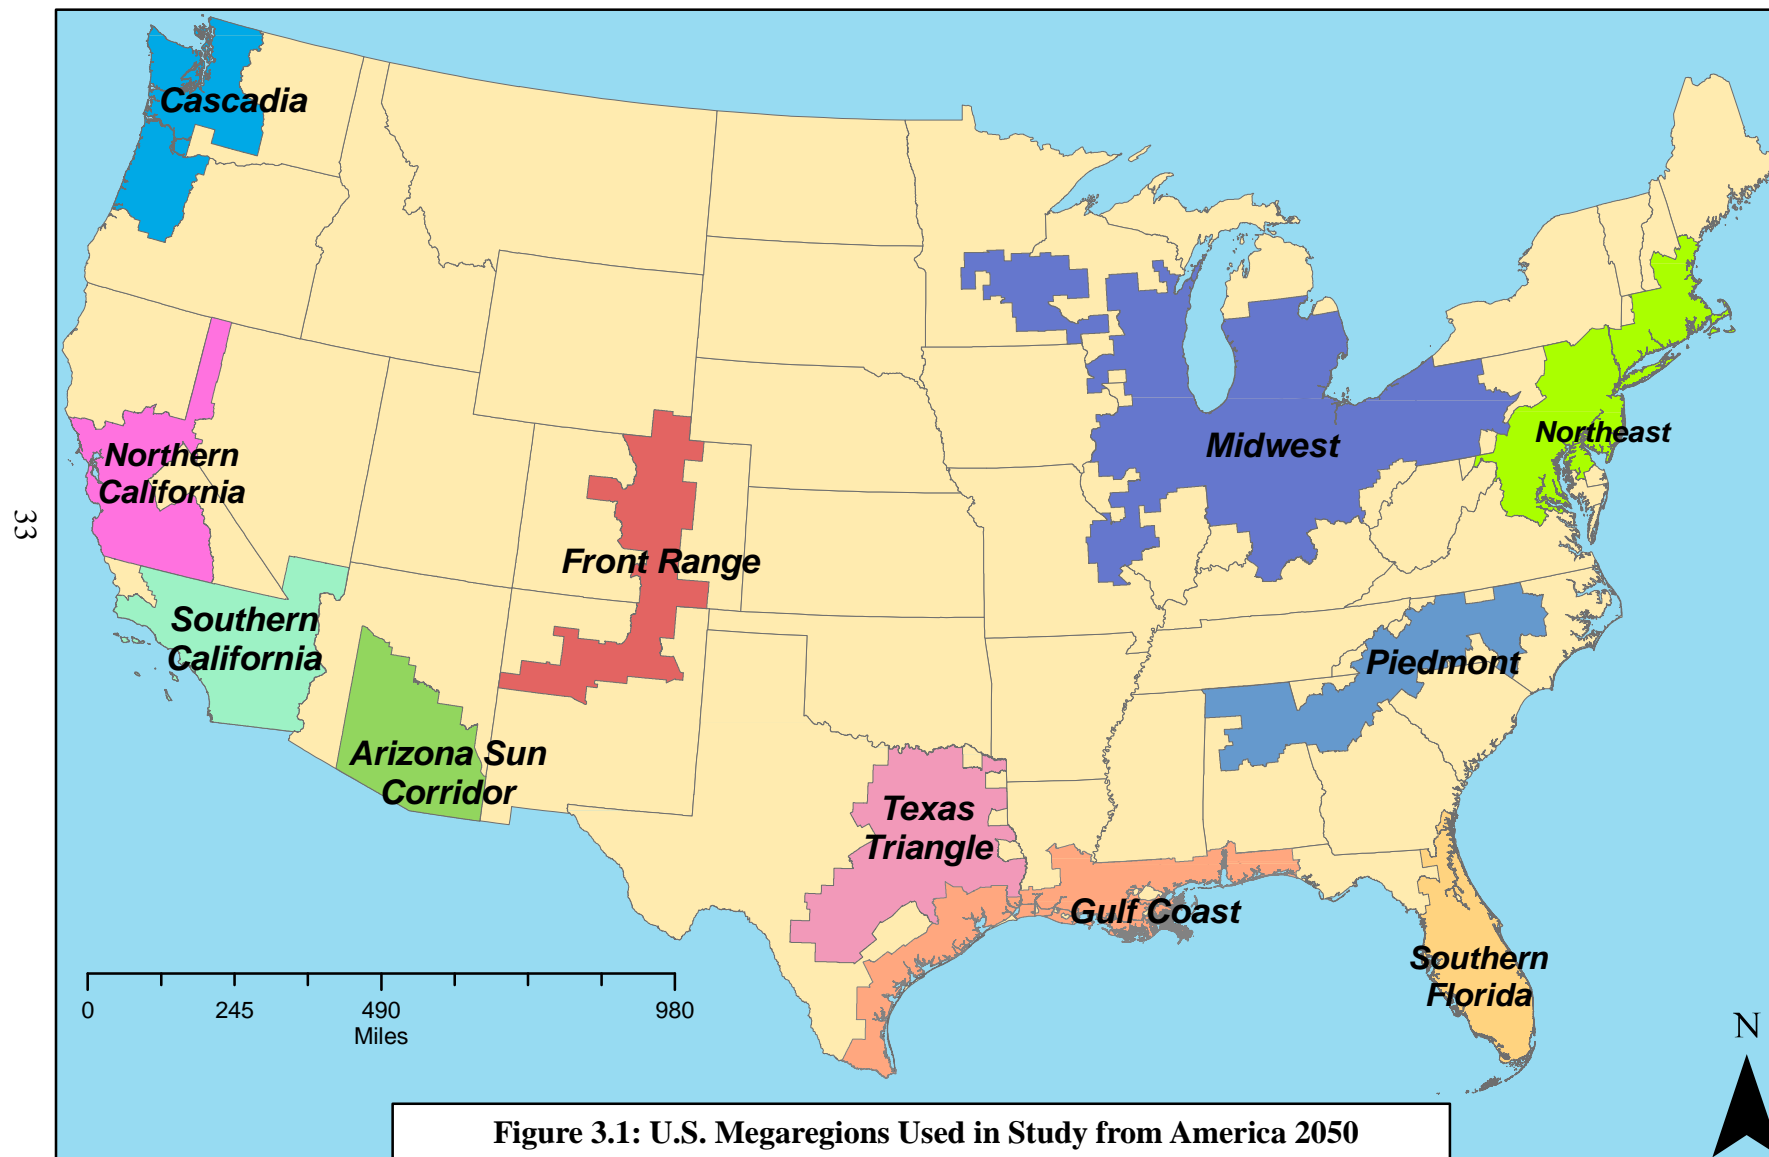 Cascadia
Northern
California
Southern
California
Arizona Sun
Corridor
Front Range
Texas
Triangle
Gulf Coast
Midwest
Northeast
Piedmont
Southern
Florida
33
0 245 490 980
Miles
N
Figure 3.1: U.S. Megaregions Used in Study from America 2050